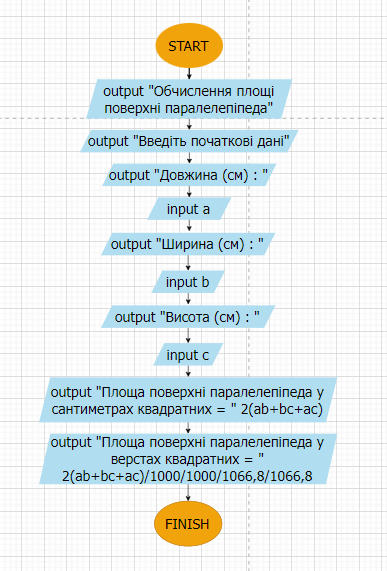 START
output "Обчислення площі
поверхні паралелепіпеда"
output "Введіть початкові дані"
output "Довжина (см) : "
input a
output "Ширина (см) : "
input b
output "Висота (см) : "
input c
output "Площа поверхні паралелепіпеда у
сантиметрах квадратних = " 2(ab+bc+ac)
output "Площа поверхні паралелепіпеда у
верстах квадратних = "
2(ab+bc+ac)/1000/1000/1066,8/1066,8
FINISH